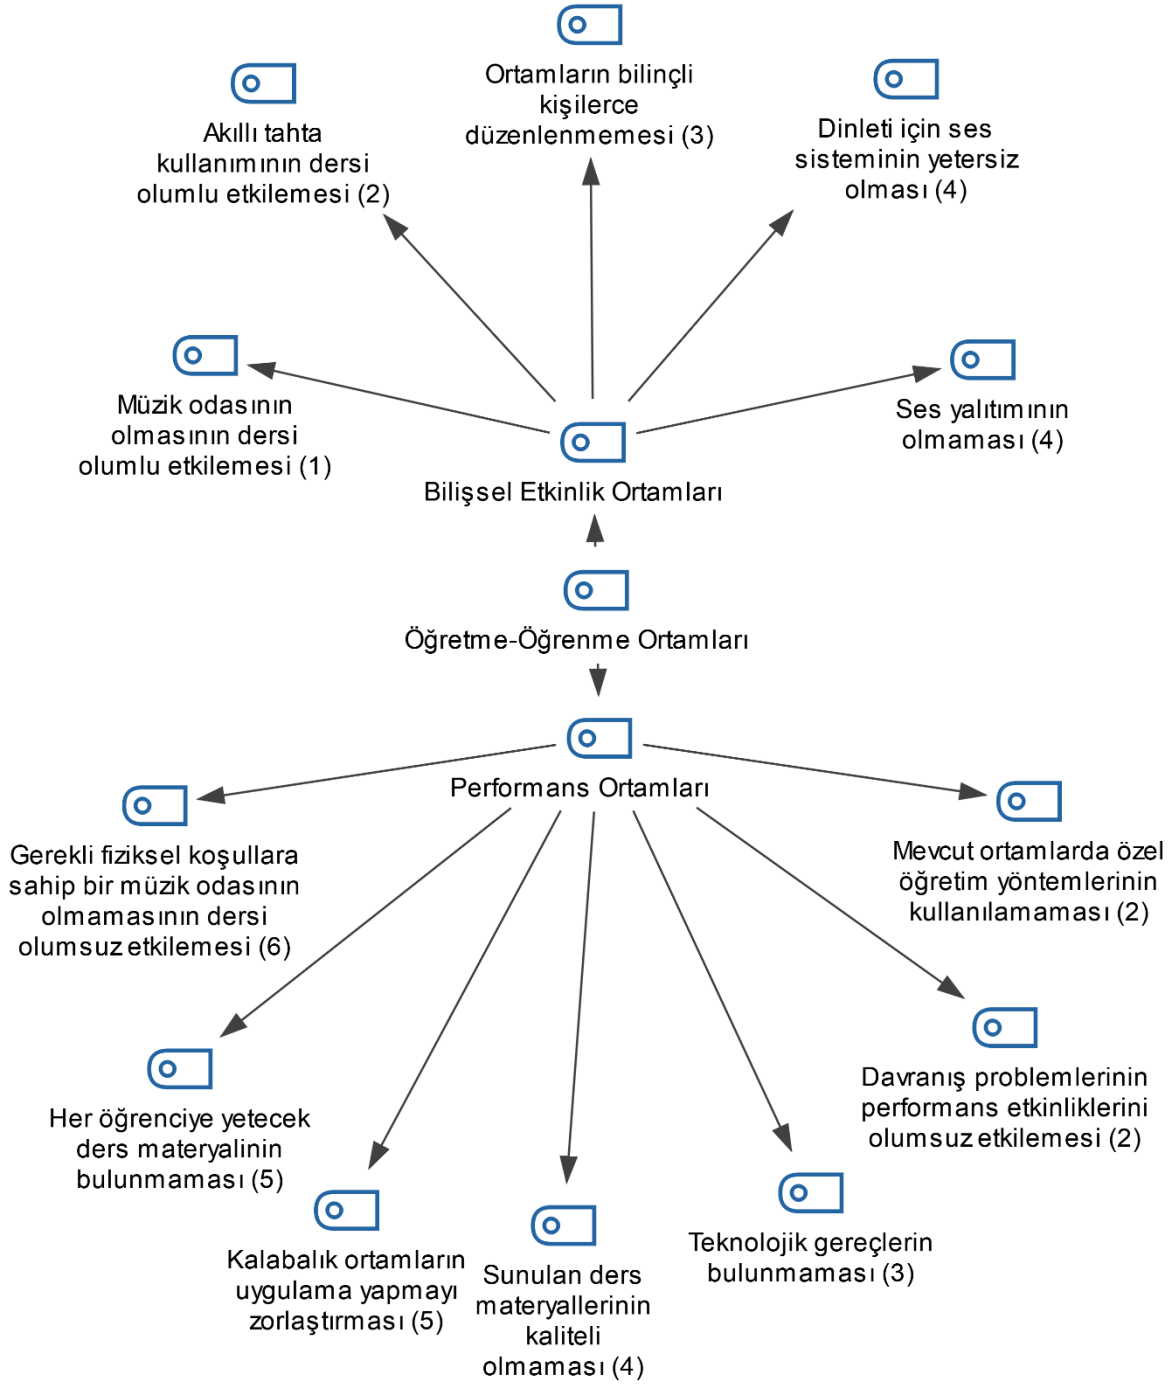 Ortamların bilinçli
kişilerce
düzenlenmemesi (3)
Akıllı tahta
kullanımının dersi
olumlu etkilemesi (2)
Dinleti için ses
sisteminin yetersiz
olması (4)
Müzik odasının
olmasının dersi
olumlu etkilemesi (1)
Ses yalıtımının
olmaması (4)
Bilişsel Etkinlik Ortamları
Öğretme-Öğrenme Ortamları
Performans Ortamları
Gerekli fiziksel koşullara
sahip bir müzik odasının
olmamasının dersi
olumsuz etkilemesi (6)
Mevcut ortamlarda özel
öğretim yöntemlerinin
kullanılamaması (2)
Her öğrenciye yetecek
ders materyalinin
bulunmaması (5)
Davranış problemlerinin
performans etkinliklerini
olumsuz etkilemesi (2)
Kalabalık ortamların
uygulama yapmayı
zorlaştırması (5)
Sunulan ders
materyallerinin
kaliteli
olmaması (4)
Teknolojik gereçlerin
bulunmaması (3)